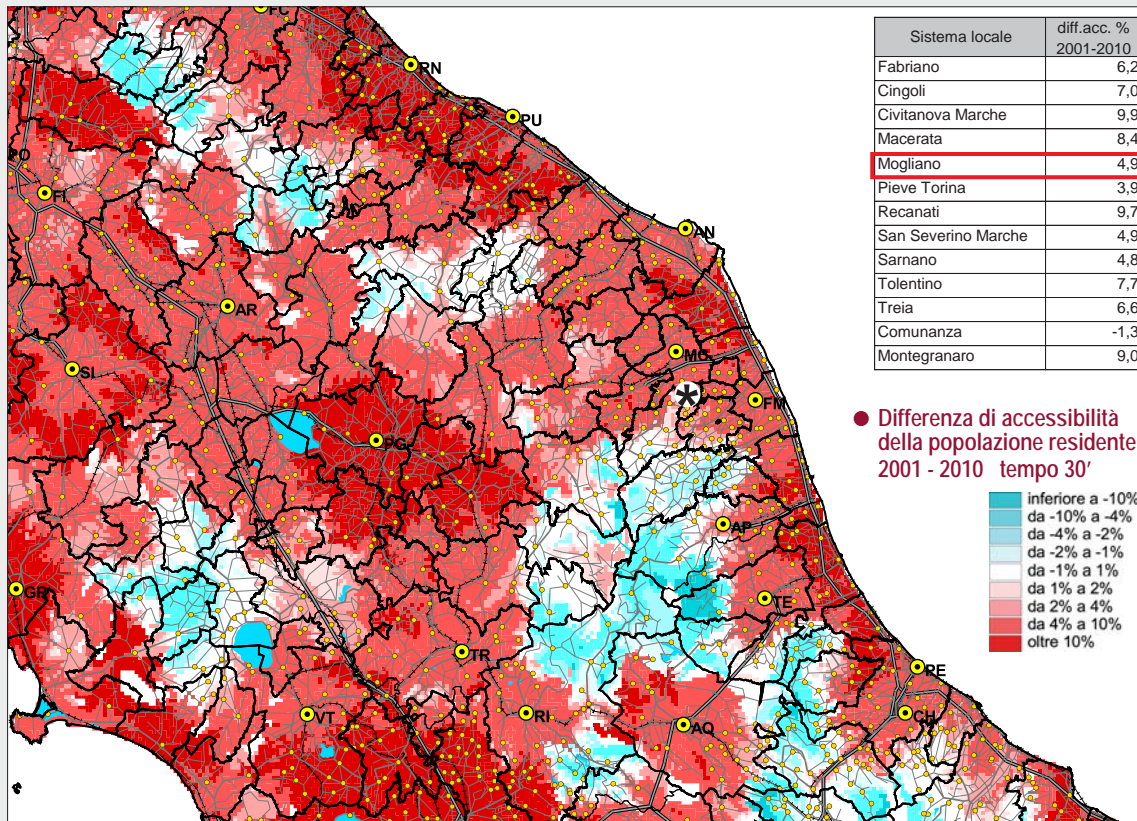 FC
RN
PU
PO
FI
AN
AR
MC
SI
FM
PG
AP
GR
TE
TR
PE
VT
RI
AQ
CH
*
Sistema locale diff.acc. % 2001-2010
Fabriano 6,2
Cingoli 7,0
Civitanova Marche 9,9
Macerata 8,4
Mogliano 4,9
Pieve Torina 3,9
Recanati 9,7
San Severino Marche 4,9
Sarnano 4,8
Tolentino 7,7
Treia 6,6
Comunanza -1,3
Montegranaro 9,0
● Differenza di accessibilità
della popolazione residente
2001 - 2010 tempo 30'
inferiore a -10%
da -10% a -4%
da -4% a -2%
da -2% a -1%
da -1% a 1%
da 1% a 2%
da 2% a 4%
da 4% a 10%
oltre 10%